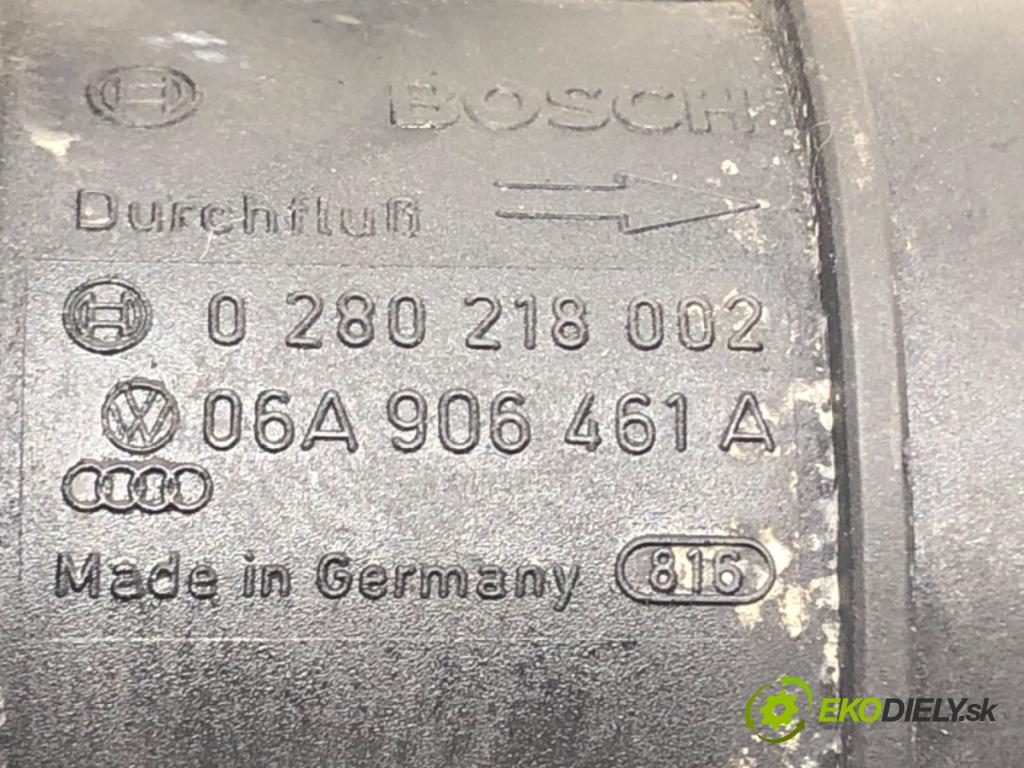 BOSCH
Durchfluß
0 280 218 002
06A 906 461 A
Made in Germany 816
EKODIELY.sk